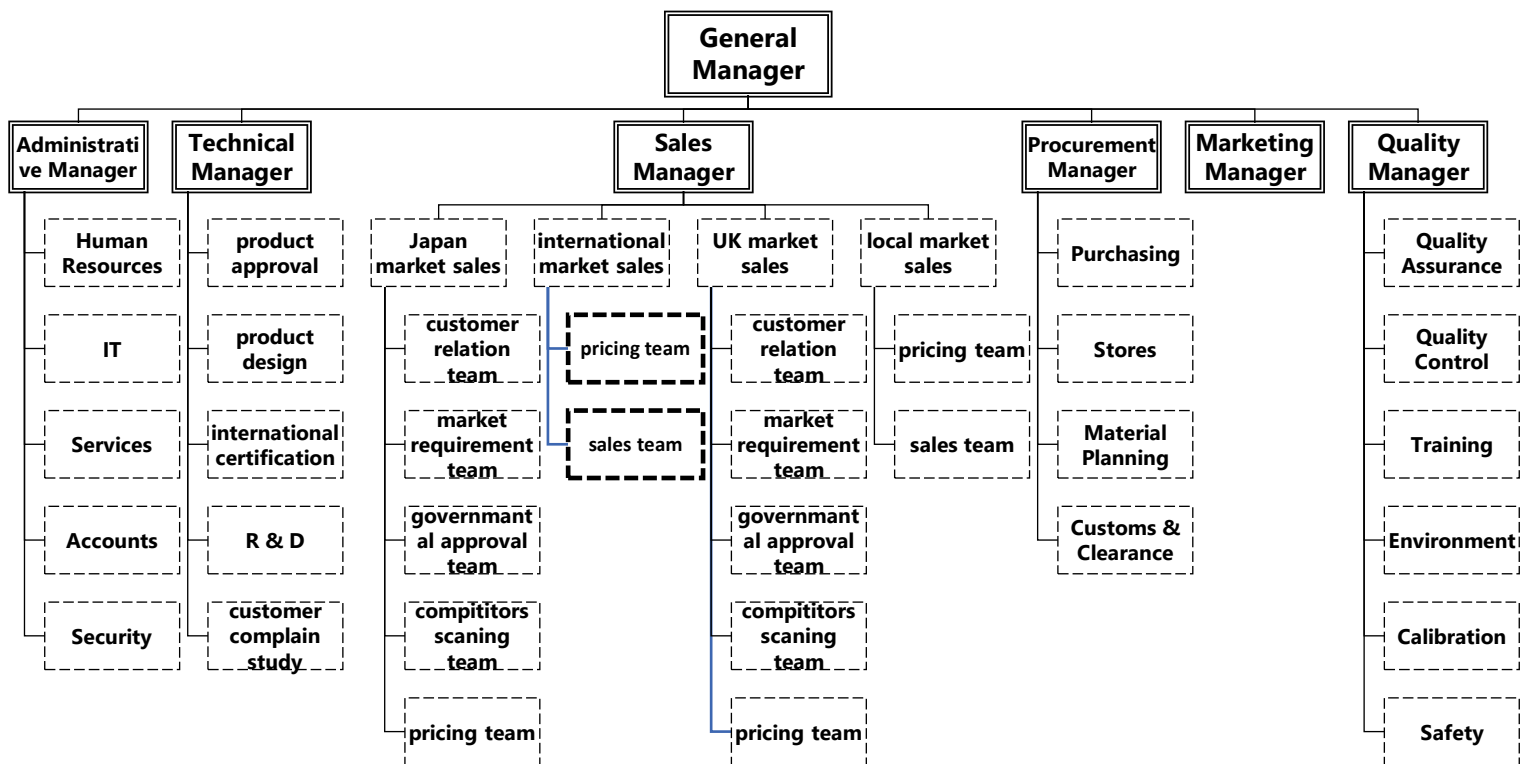 General
Manager
Administrati
ve Manager
Technical
Manager
Sales
Manager
Procurement
Manager
Marketing
Manager
Quality
Manager
Human
Resources
IT
Services
Accounts
Security
product
approval
product
design
international
certification
R & D
customer
complain
study
Japan
market sales
customer
relation
team
market
requirement
team
governmant
al approval
team
compititors
scaning
team
pricing team
international
market sales
pricing team
sales team
UK market
sales
customer
relation
team
market
requirement
team
governmant
al approval
team
compititors
scaning
team
pricing team
local market
sales
pricing team
sales team
Purchasing
Stores
Material
Planning
Customs &
Clearance
Quality
Assurance
Quality
Control
Training
Environment
Calibration
Safety